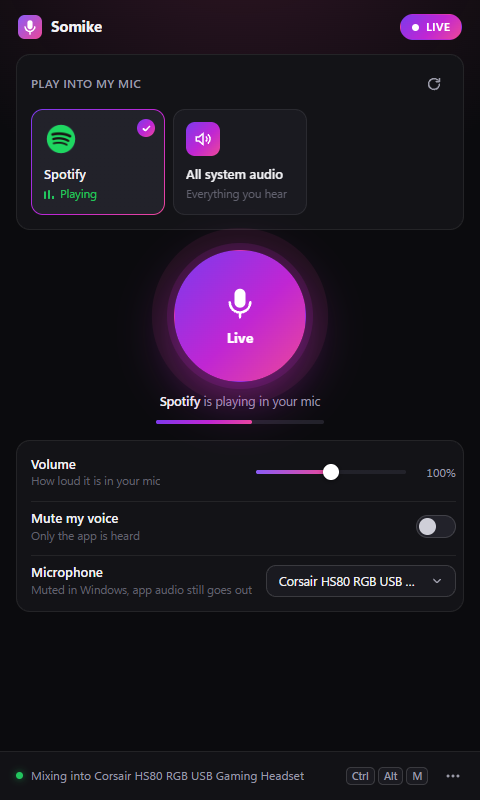 Somike
LIVE
PLAY INTO MY MIC
Spotify
Playing
All system audio
Everything you hear
Live
Spotify is playing in your mic
Volume
How loud it is in your mic
100%
Mute my voice
Only the app is heard
Microphone
Muted in Windows, app audio still goes out
Corsair HS80 RGB USB ...
Mixing into Corsair HS80 RGB USB Gaming Headset
Ctrl Alt M